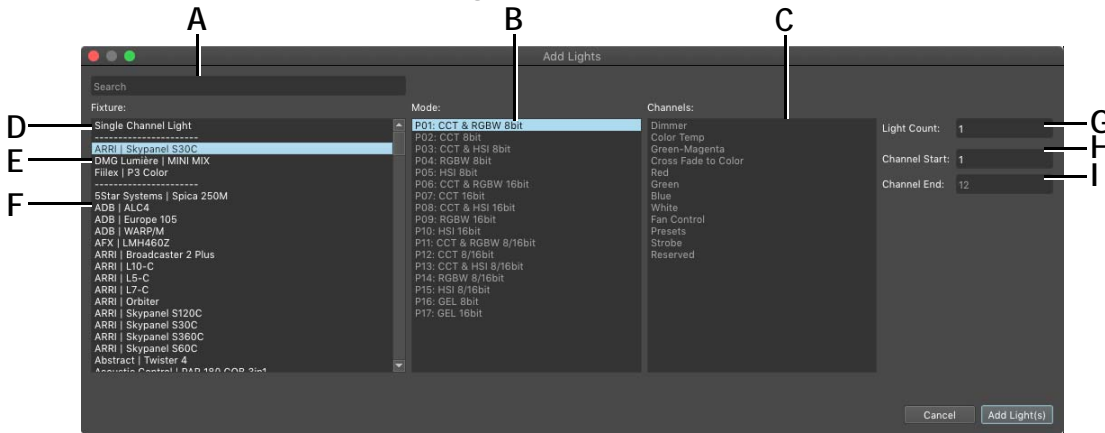 A
B
C
Add Lights
Search
Fixture:
Mode:
Channels:
D
Single Channel Light
----------------------
ARRI | Skypanel S30C
E
DMG Lumière | MINI MIX
Fiilex | P3 Color
----------------------
5Star Systems | Spica 250M
F
ADB | ALC4
ADB | Europe 105
ADB | WARP/M
AFX | LMH460Z
ARRI | Broadcaster 2 Plus
ARRI | L10-C
ARRI | L5-C
ARRI | L7-C
ARRI | Orbiter
ARRI | Skypanel S120C
ARRI | Skypanel S30C
ARRI | Skypanel S360C
ARRI | Skypanel S60C
Abstract | Twister 4
Acoustic Control | PAR 180 COB 3in1
P01: CCT & RGBW 8bit
P02: CCT 8bit
P03: CCT & HSI 8bit
P04: RGBW 8bit
P05: HSI 8bit
P06: CCT & RGBW 16bit
P07: CCT 16bit
P08: CCT & HSI 16bit
P09: RGBW 16bit
P10: HSI 16bit
P11: CCT & RGBW 8/16bit
P12: CCT 8/16bit
P13: CCT & HSI 8/16bit
P14: RGBW 8/16bit
P15: HSI 8/16bit
P16: GEL 8bit
P17: GEL 16bit
Dimmer
Color Temp
Green-Magenta
Cross Fade to Color
Red
Green
Blue
White
Fan Control
Presets
Strobe
Reserved
Light Count: 1
G
Channel Start: 1
H
Channel End: 12
I
Cancel
Add Light(s)